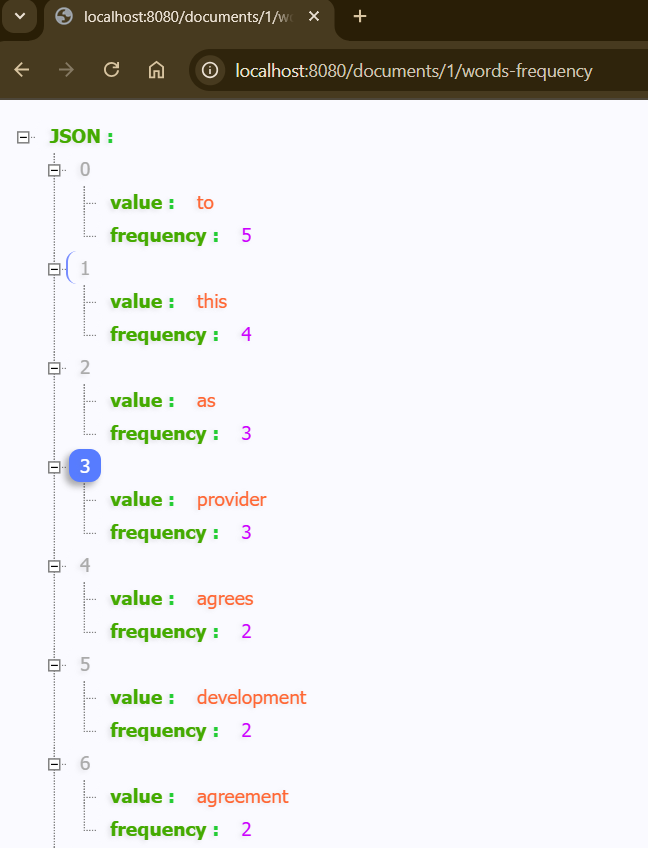 localhost:8080/documents/1/wo
localhost:8080/documents/1/words-frequency
JSON :
0
value : to
frequency : 5
1
value : this
frequency : 4
2
value : as
frequency : 3
3
value : provider
frequency : 3
4
value : agrees
frequency : 2
5
value : development
frequency : 2
6
value : agreement
frequency : 2